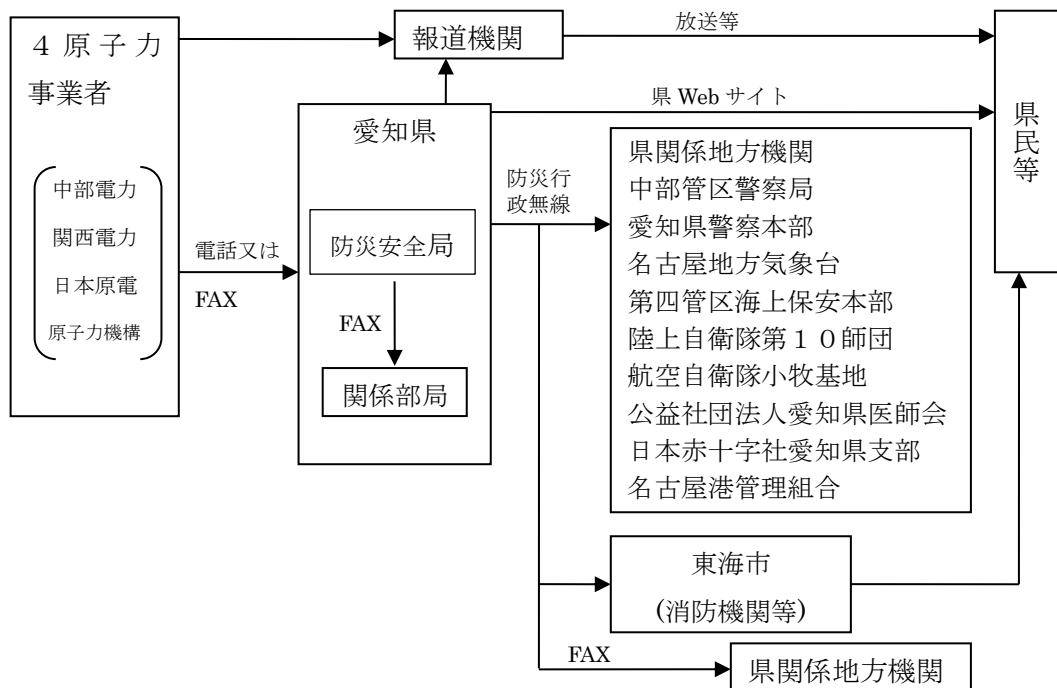 ４原子力
事業者
中部電力
関西電力
日本原電
原子力機構
電話又は
FAX
報道機関
放送等
県 Web サイト
愛知県
防災安全局
FAX
関係部局
防災行
政無線
県関係地方機関
中部管区警察局
愛知県警察本部
名古屋地方気象台
第四管区海上保安本部
陸上自衛隊第１０師団
航空自衛隊小牧基地
公益社団法人愛知県医師会
日本赤十字社愛知県支部
名古屋港管理組合
東海市
(消防機関等)
FAX
県関係地方機関
県民等